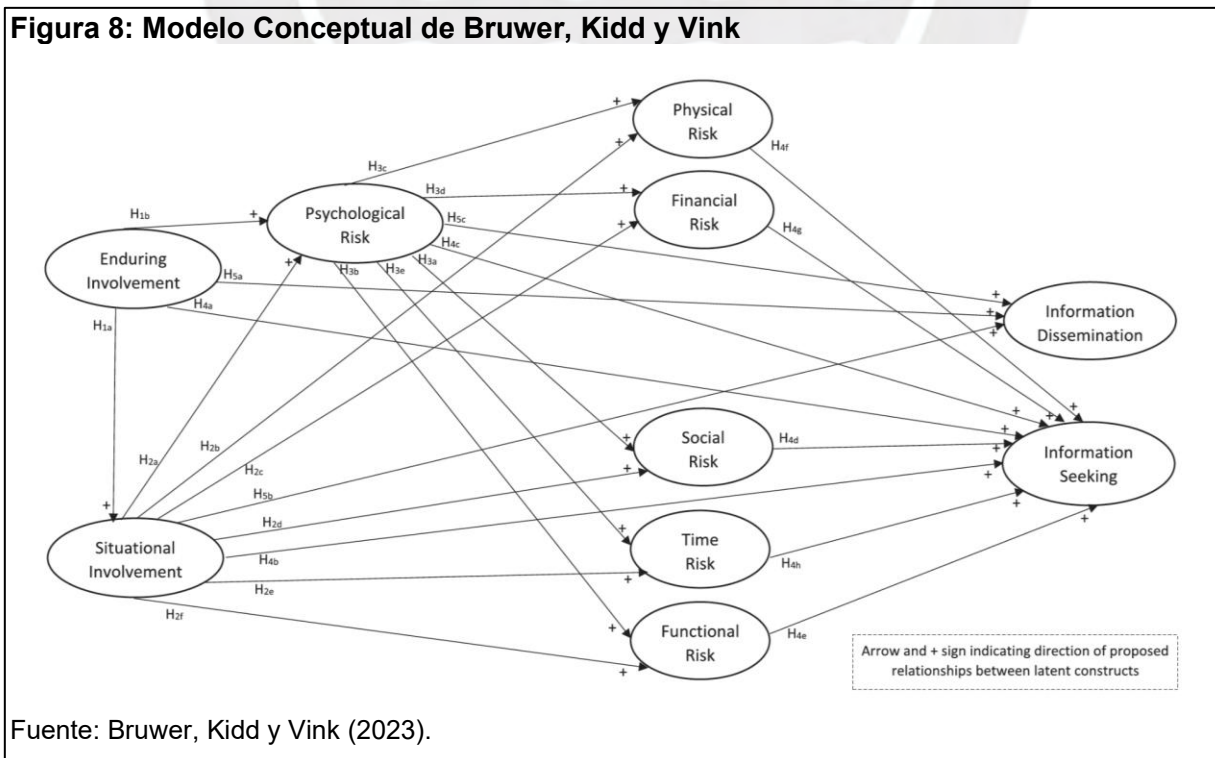 Figura 8: Modelo Conceptual de Bruwer, Kidd y Vink
Physical
Risk
+
+
H4f
H3c
H3d
+
Financial
Risk
+
H4g
H1b
+
Psychological
Risk
H5c
H4c
H3a
H3b
H3e
+
Enduring
Involvement
H5a
H4a
H1a
+
+
+
Information
Dissemination
H2a
H2b
H2c
H5b
H2d
H4b
H2e
H2f
+
Situational
Involvement
+
+
Social
Risk
H4d
+
+
+
+
+
+
+
+
Information
Seeking
+
+
Time
Risk
H4h
+
+
Functional
Risk
H4e
Arrow and + sign indicating direction of proposed
relationships between latent constructs
Fuente: Bruwer, Kidd y Vink (2023).